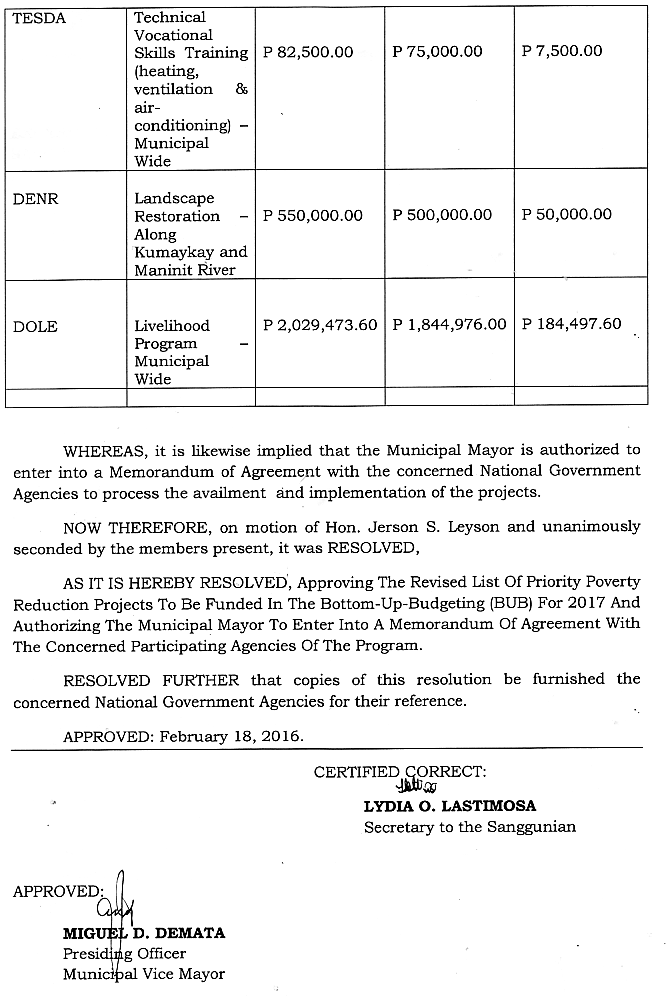 TESDA Technical
Vocational
Skills Training P 82,500.00 P 75,000.00 P 7,500.00
(heating,
ventilation &
air-
conditioning) –
Municipal
Wide
DENR Landscape
Restoration – P 550,000.00 P 500,000.00 P 50,000.00
Along
Kumaykay and
Maninit River
DOLE Livelihood P 2,029,473.60 P 1,844,976.00 P 184,497.60
Program –
Municipal
Wide
WHEREAS, it is likewise implied that the Municipal Mayor is authorized to
enter into a Memorandum of Agreement with the concerned National Government
Agencies to process the availment and implementation of the projects.
NOW THEREFORE, on motion of Hon. Jerson S. Leyson and unanimously
seconded by the members present, it was RESOLVED,
AS IT IS HEREBY RESOLVED, Approving The Revised List Of Priority Poverty
Reduction Projects To Be Funded In The Bottom-Up-Budgeting (BUB) For 2017 And
Authorizing The Municipal Mayor To Enter Into A Memorandum Of Agreement With
The Concerned Participating Agencies Of The Program.
RESOLVED FURTHER that copies of this resolution be furnished the
concerned National Government Agencies for their reference.
APPROVED: February 18, 2016.
CERTIFIED CORRECT:
LYDIA O. LASTIMOSA
Secretary to the Sanggunian
APPROVED:
MIGUEL D. DEMATA
Presiding Officer
Municipal Vice Mayor